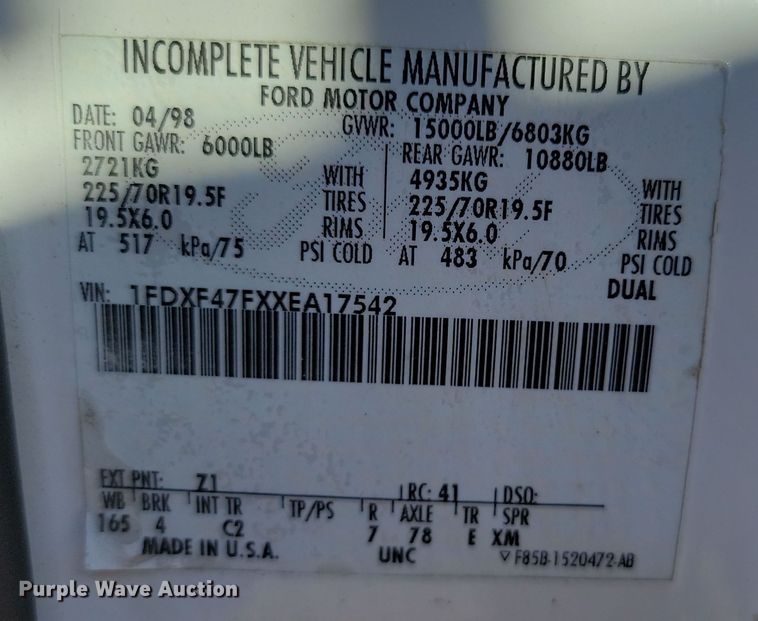 INCOMPLETE VEHICLE MANUFACTURED BY
FORD MOTOR COMPANY
DATE: 04/98 GVWR: 15000LB/6803KG
FRONT GAWR: 6000LB REAR GAWR: 10880LB
2721KG WITH 4935KG WITH
225/70R19.5F TIRES 225/70R19.5F TIRES
19.5X6.0 RIMS 19.5X6.0 RIMS
AT 517 kPa/75 PSI COLD AT 483 kPa/70 PSI COLD
DUAL
VIN: 1FDXF47FXXEA17542
EXT PNT: Z1 RC: 41 DSO:
WB BRK INT TR TP/PS R AXLE TR SPR
165 4 C2 7 78 E XM
MADE IN U.S.A. UNC F85B-1520472-AB
Purple Wave Auction